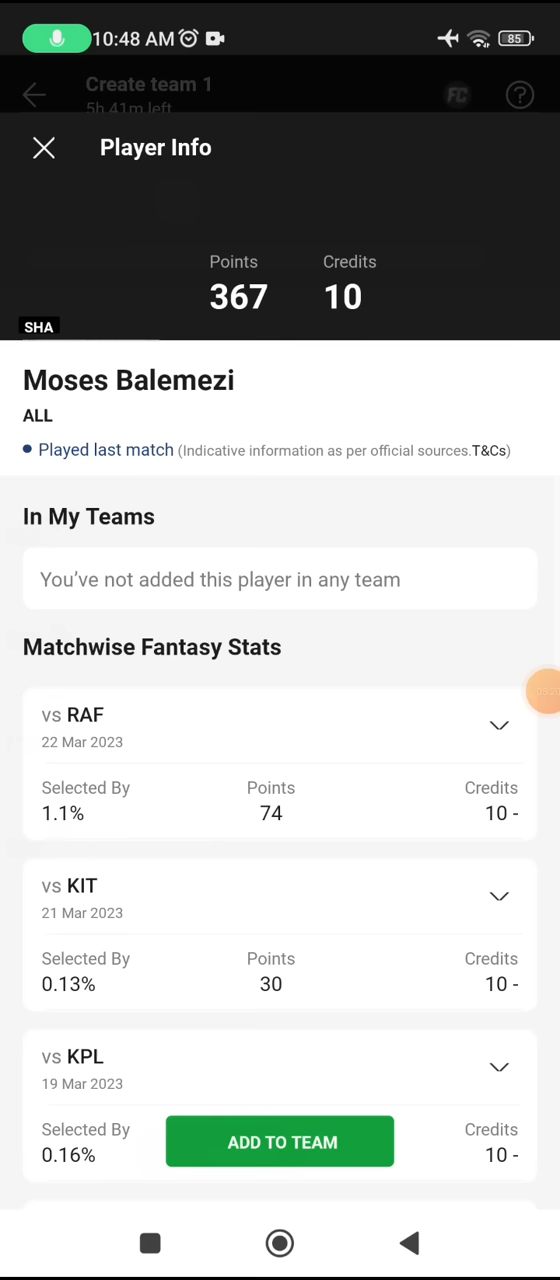 10:48 AM
85
Create team 1
5h 41m left
FC
?
Player Info
Points Credits
367 10
SHA
Moses Balemezi
ALL
Played last match (Indicative information as per official sources.T&Cs)
In My Teams
You've not added this player in any team
Matchwise Fantasy Stats
vs RAF
22 Mar 2023
Selected By Points Credits
1.1% 74 10 -
vs KIT
21 Mar 2023
Selected By Points Credits
0.13% 30 10 -
vs KPL
19 Mar 2023
Selected By Credits
0.16% 10 -
ADD TO TEAM